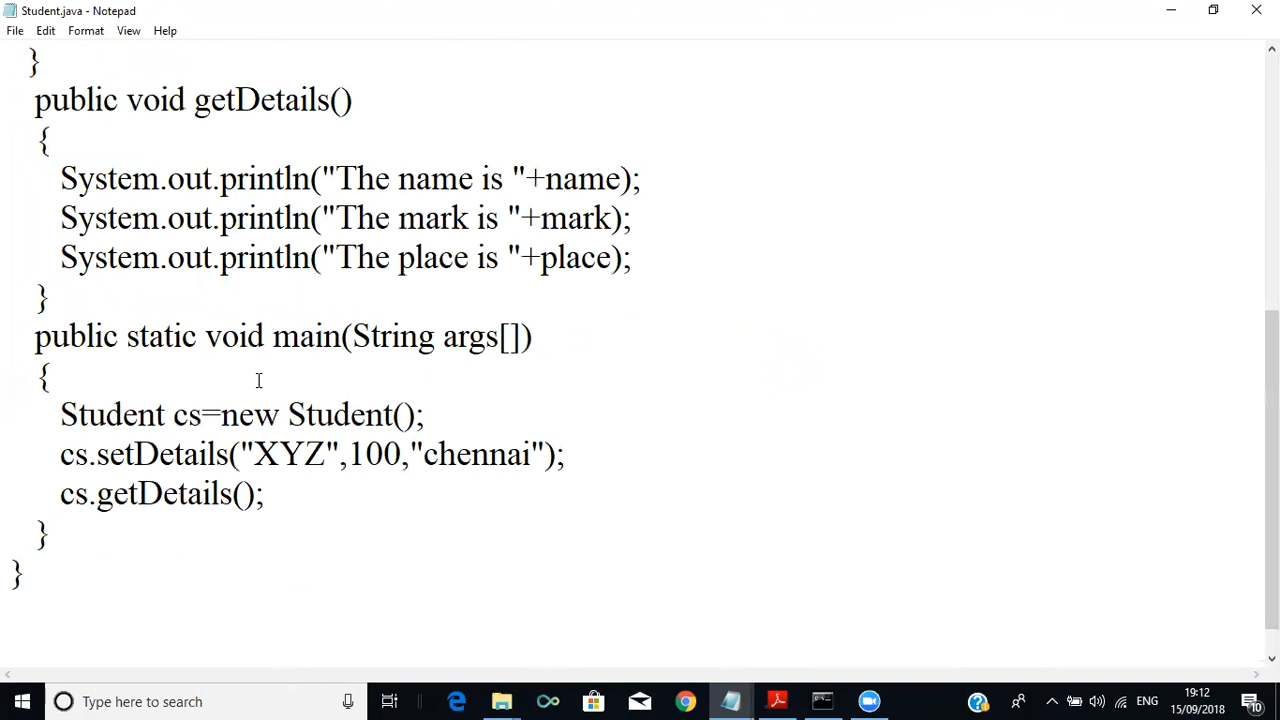 Student.java - Notepad
File Edit Format View Help
}
public void getDetails()
{
System.out.println("The name is "+name);
System.out.println("The mark is "+mark);
System.out.println("The place is "+place);
}
public static void main(String args[])
{
Student cs=new Student();
cs.setDetails("XYZ",100,"chennai");
cs.getDetails();
}
}
Type here to search
ENG
19:12
15/09/2018
10